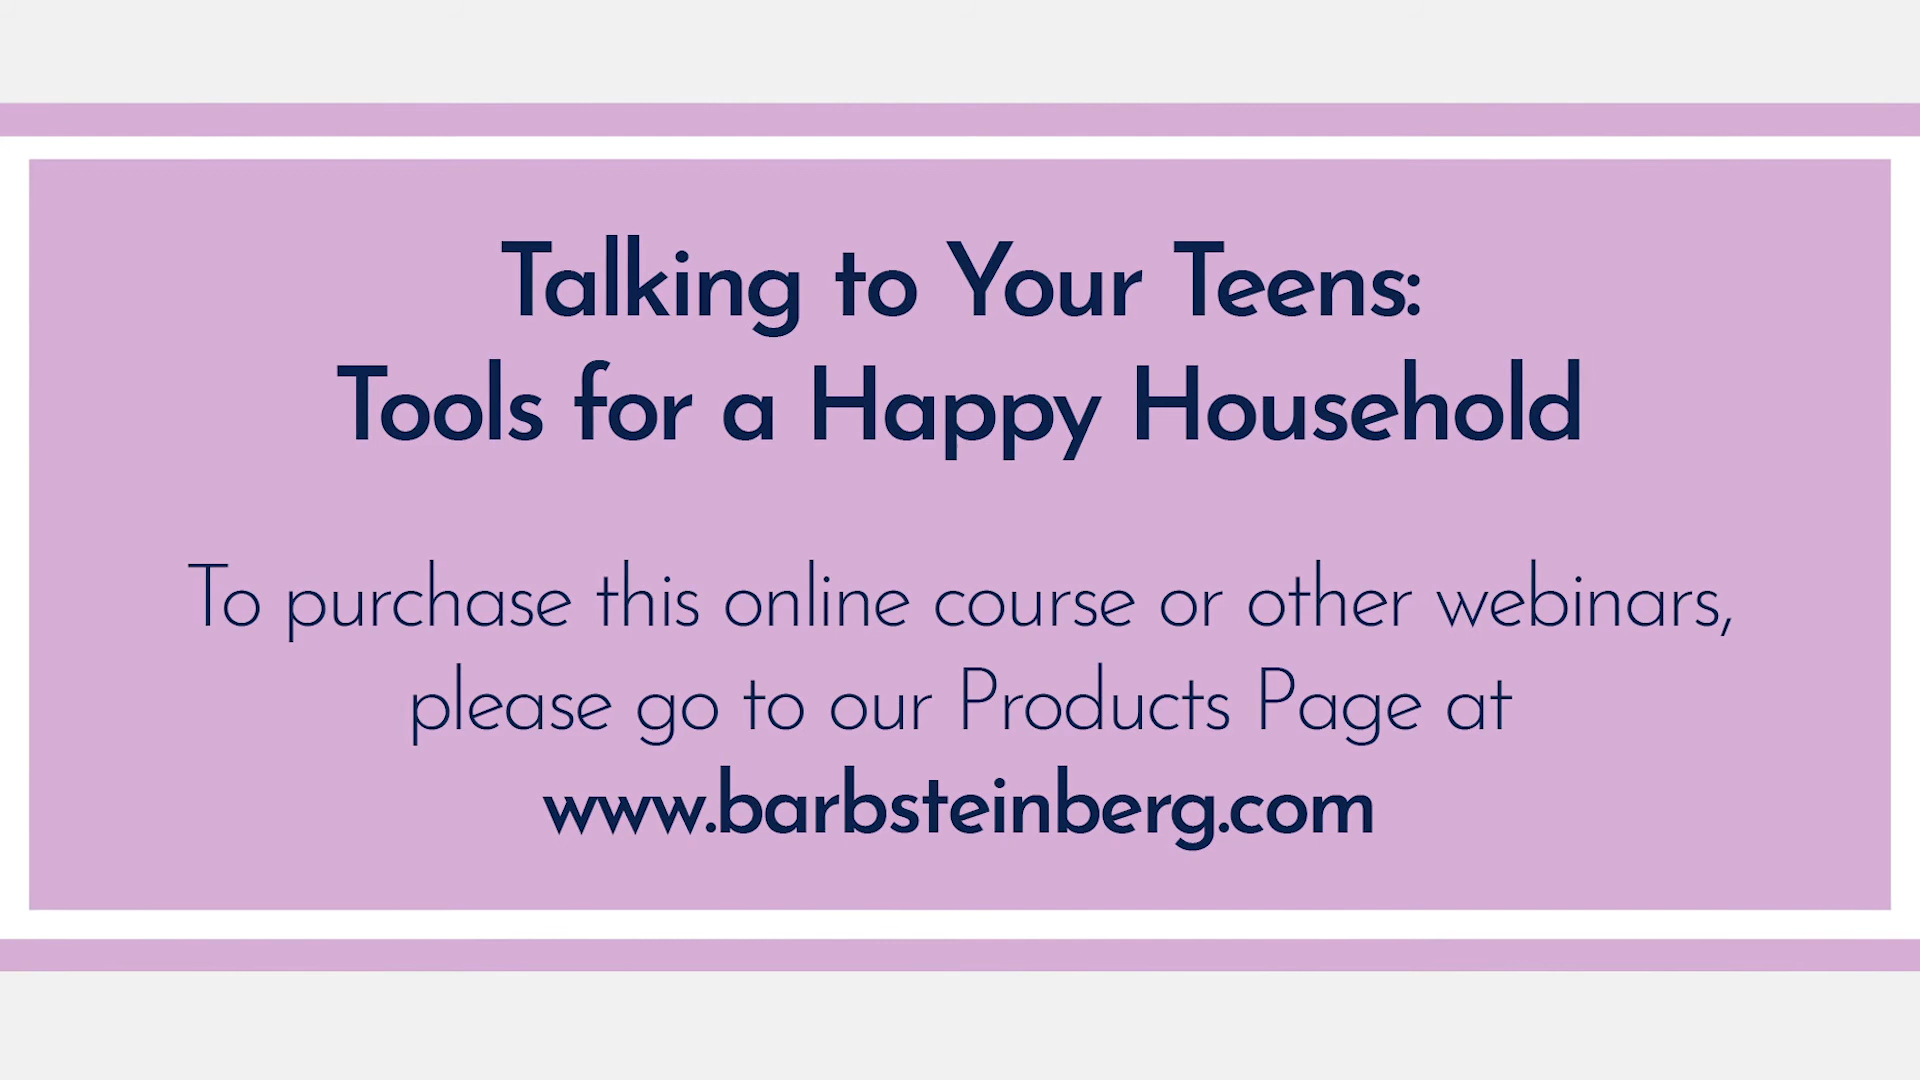 Talking to Your Teens:
Tools for a Happy Household
To purchase this online course or other webinars,
please go to our Products Page at
www.barbsteinberg.com